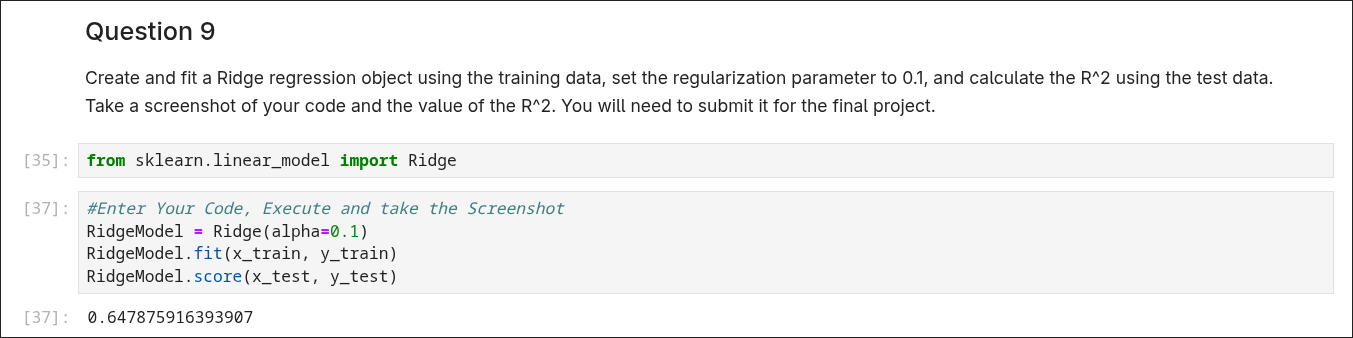 Question 9
Create and fit a Ridge regression object using the training data, set the regularization parameter to 0.1, and calculate the R^2 using the test data.
Take a screenshot of your code and the value of the R^2. You will need to submit it for the final project.
[35]: from sklearn.linear_model import Ridge
[37]: #Enter Your Code, Execute and take the Screenshot
RidgeModel = Ridge(alpha=0.1)
RidgeModel.fit(x_train, y_train)
RidgeModel.score(x_test, y_test)
[37]: 0.647875916393907